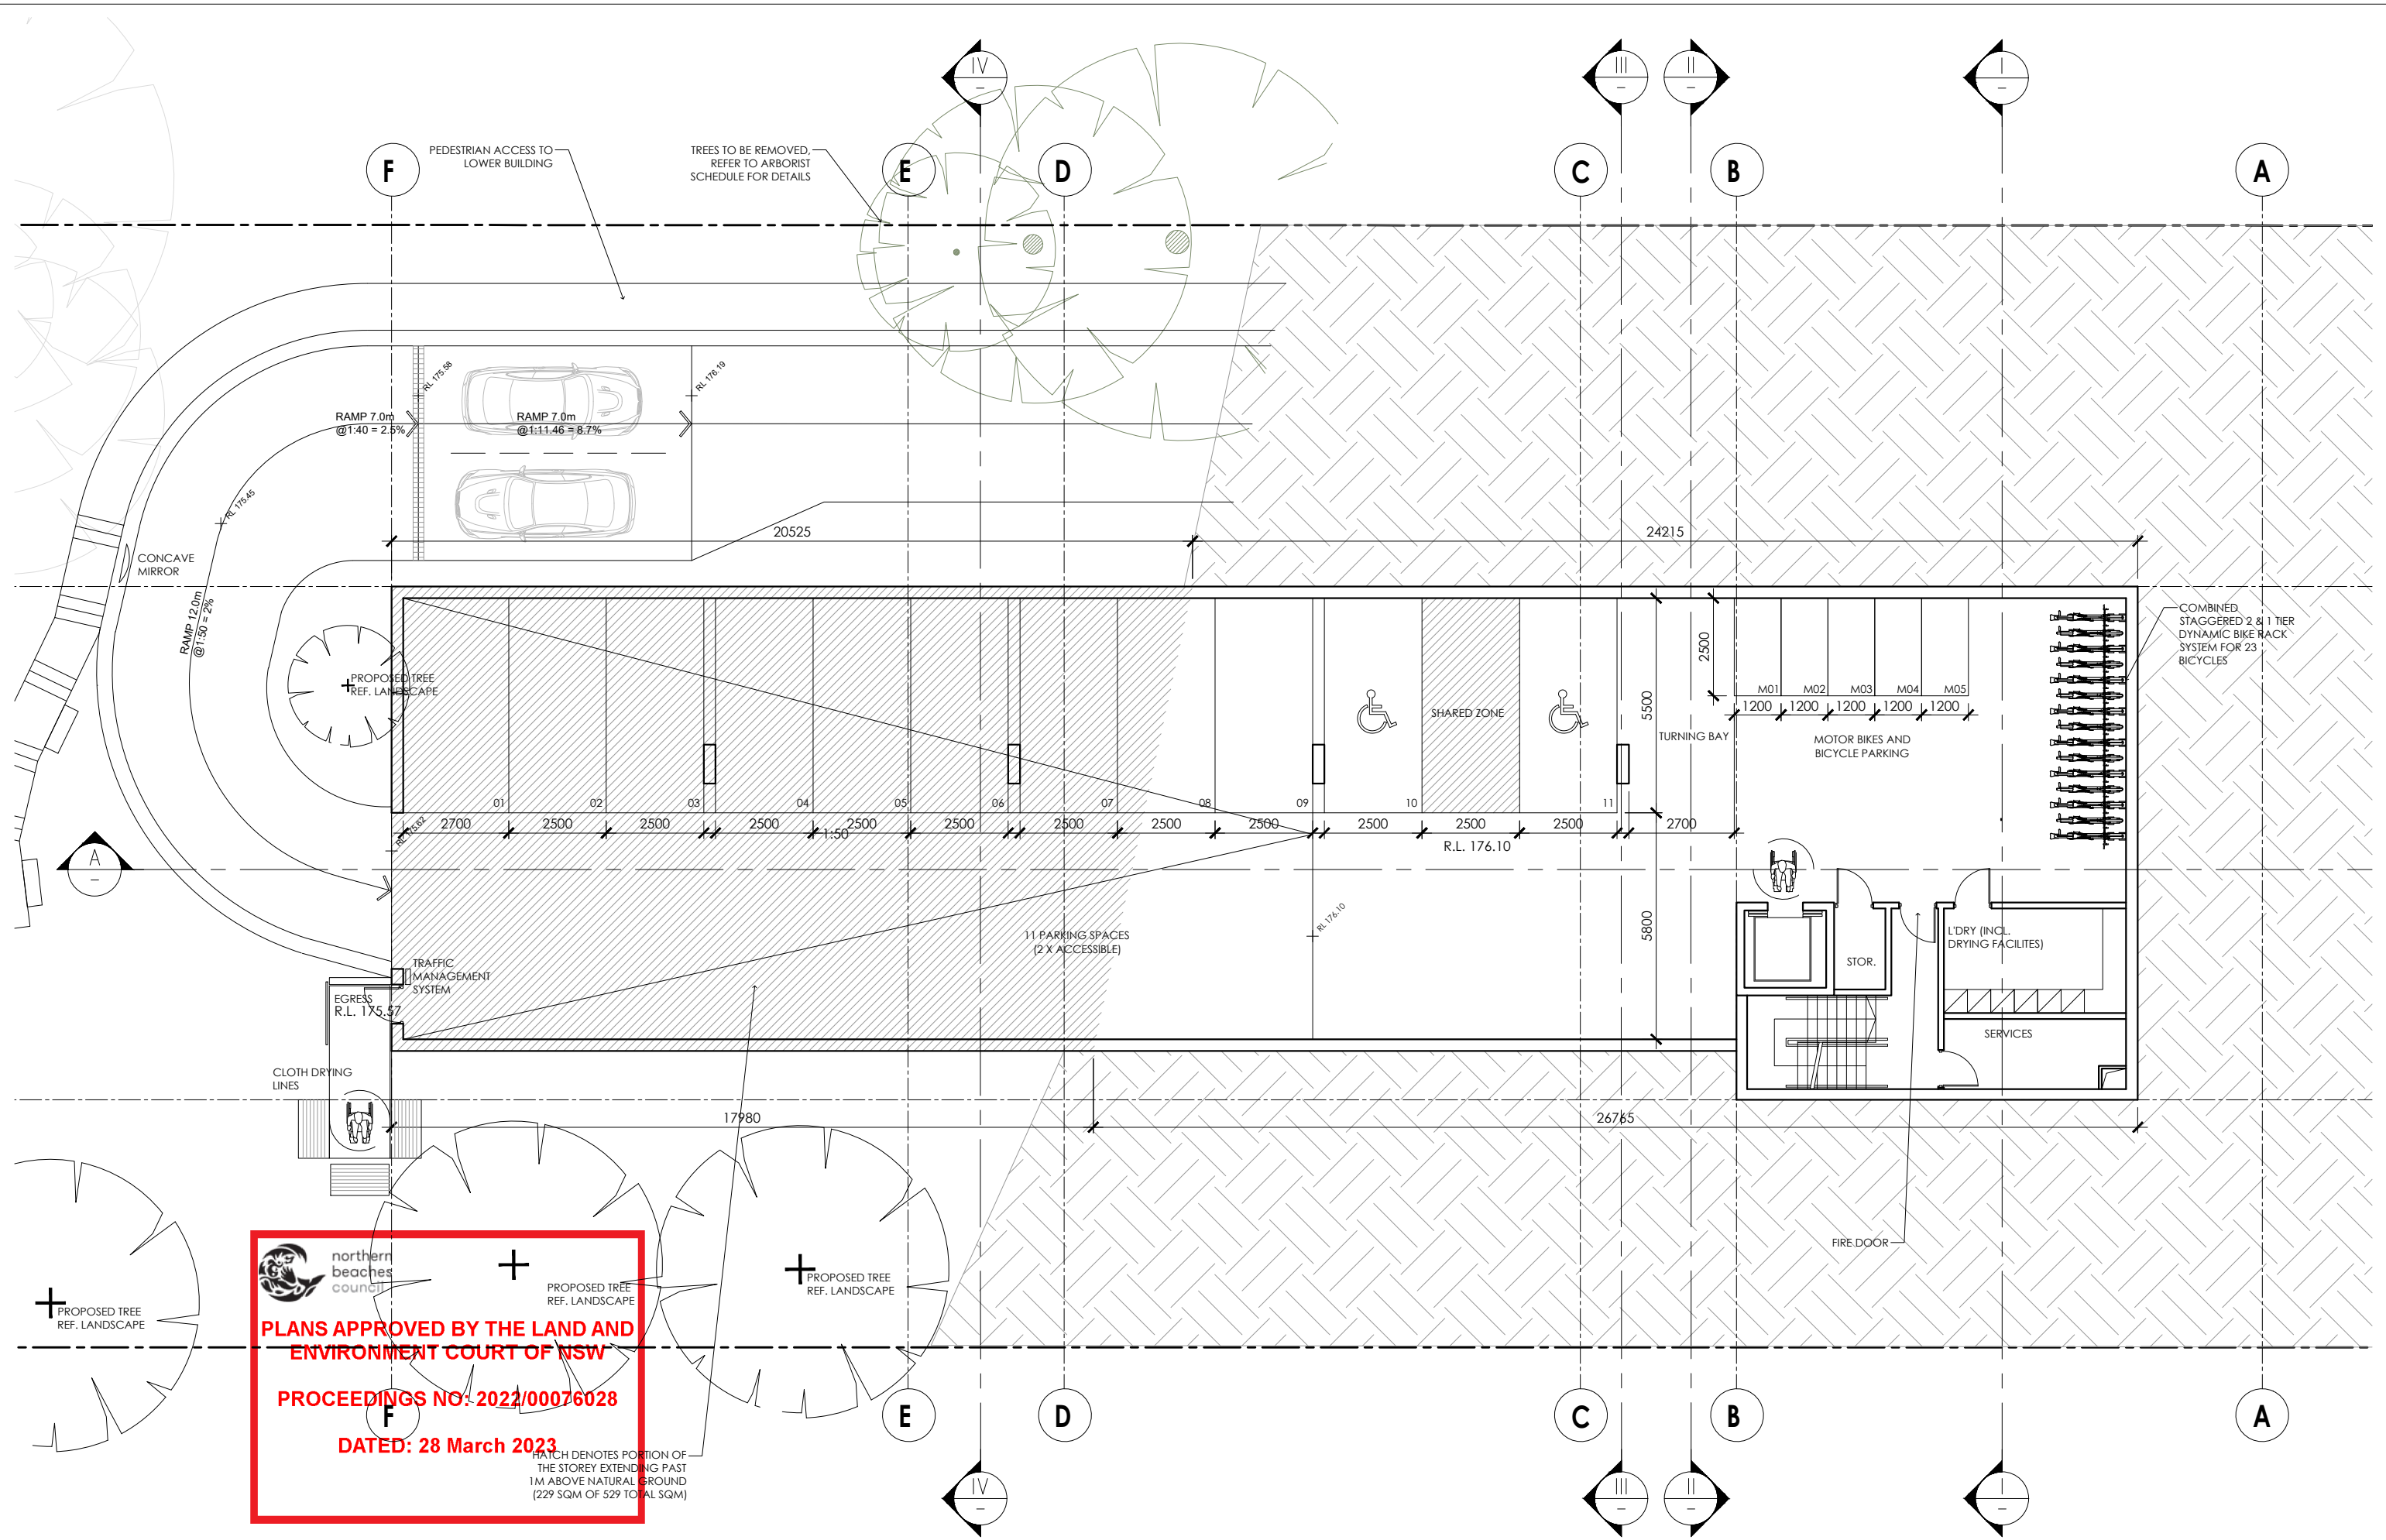 IV
—
III
—
II
—
I
—
PEDESTRIAN ACCESS TO
LOWER BUILDING
TREES TO BE REMOVED,
REFER TO ARBORIST
SCHEDULE FOR DETAILS
F
E
D
C
B
A
RL 175.58
RL 176.19
RAMP 7.0m
@1:40 = 2.5%
RAMP 7.0m
@1:11.46 = 8.7%
RL 175.45
20525
24215
CONCAVE
MIRROR
RAMP 12.0m
@1:50 = 2%
COMBINED
STAGGERED 2 & 1 TIER
DYNAMIC BIKE RACK
SYSTEM FOR 23
BICYCLES
2500
PROPOSED TREE
REF. LANDSCAPE
M01 M02 M03 M04 M05
1200 1200 1200 1200 1200
SHARED ZONE
5500
TURNING BAY
MOTOR BIKES AND
BICYCLE PARKING
01 02 03 04 05 06 07 08 09 10 11
RL 175.62
2700 2500 2500 2500 2500 2500 2500 2500 2500 2500 2500 2500 2700
1:50
R.L. 176.10
A
—
RL 176.10
5800
11 PARKING SPACES
(2 X ACCESSIBLE)
L'DRY (INCL.
DRYING FACILITES)
STOR.
TRAFFIC
MANAGEMENT
SYSTEM
EGRESS
R.L. 175.57
SERVICES
CLOTH DRYING
LINES
17980
26765
FIRE DOOR
northern
beaches
council
PROPOSED TREE
REF. LANDSCAPE
PROPOSED TREE
REF. LANDSCAPE
PROPOSED TREE
REF. LANDSCAPE
PLANS APPROVED BY THE LAND AND
ENVIRONMENT COURT OF NSW
PROCEEDINGS NO: 2022/00076028
DATED: 28 March 2023
F
E
D
C
B
A
HATCH DENOTES PORTION OF
THE STOREY EXTENDING PAST
1M ABOVE NATURAL GROUND
(229 SQM OF 529 TOTAL SQM)
IV
—
III
—
II
—
I
—